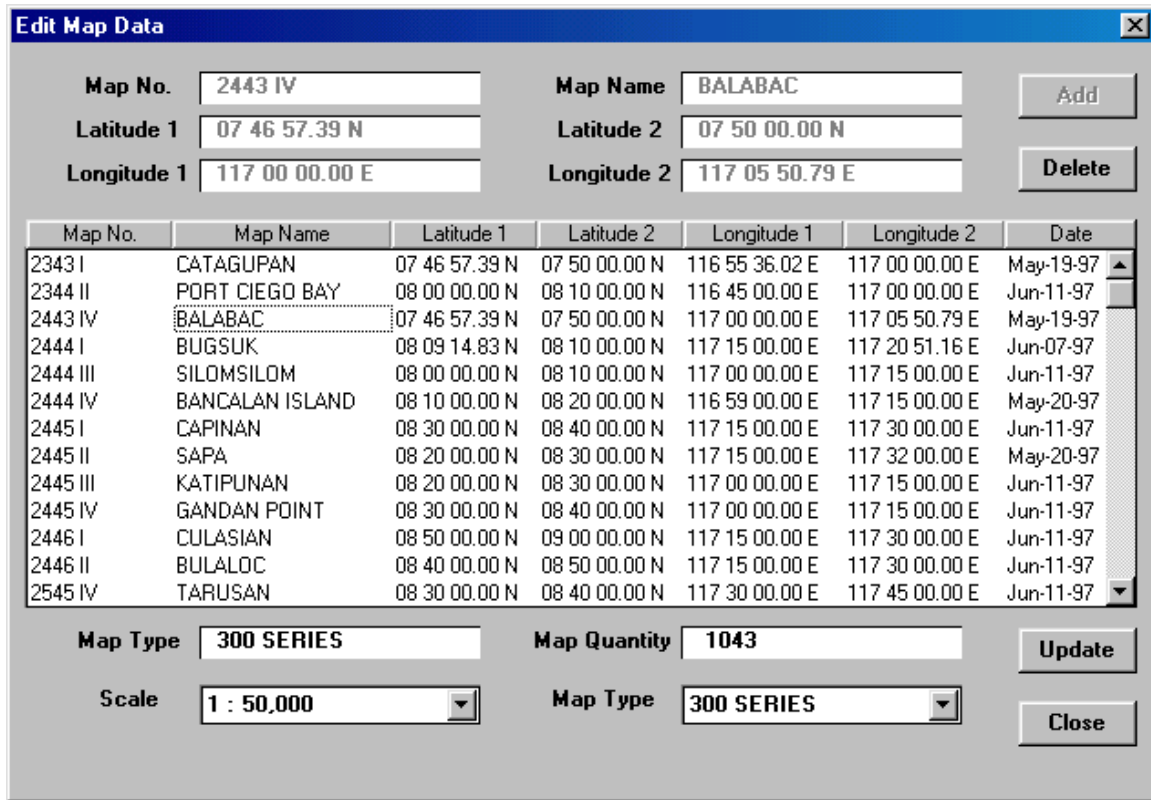 Edit Map Data
Map No. 2443 IV Map Name BALABAC Add
Latitude 1 07 46 57.39 N Latitude 2 07 50 00.00 N
Longitude 1 117 00 00.00 E Longitude 2 117 05 50.79 E Delete
Map No. Map Name Latitude 1 Latitude 2 Longitude 1 Longitude 2 Date
2343 I CATAGUPAN 07 46 57.39 N 07 50 00.00 N 116 55 36.02 E 117 00 00.00 E May-19-97
2344 II PORT CIEGO BAY 08 00 00.00 N 08 10 00.00 N 116 45 00.00 E 117 00 00.00 E Jun-11-97
2443 IV BALABAC 07 46 57.39 N 07 50 00.00 N 117 00 00.00 E 117 05 50.79 E May-19-97
2444 I BUGSUK 08 09 14.83 N 08 10 00.00 N 117 15 00.00 E 117 20 51.16 E Jun-07-97
2444 III SILOMSILOM 08 00 00.00 N 08 10 00.00 N 117 00 00.00 E 117 15 00.00 E Jun-11-97
2444 IV BANCALAN ISLAND 08 10 00.00 N 08 20 00.00 N 116 59 00.00 E 117 15 00.00 E May-20-97
2445 I CAPINAN 08 30 00.00 N 08 40 00.00 N 117 15 00.00 E 117 30 00.00 E Jun-11-97
2445 II SAPA 08 20 00.00 N 08 30 00.00 N 117 15 00.00 E 117 32 00.00 E May-20-97
2445 III KATIPUNAN 08 20 00.00 N 08 30 00.00 N 117 00 00.00 E 117 15 00.00 E Jun-11-97
2445 IV GANDAN POINT 08 30 00.00 N 08 40 00.00 N 117 00 00.00 E 117 15 00.00 E Jun-11-97
2446 I CULASIAN 08 50 00.00 N 09 00 00.00 N 117 15 00.00 E 117 30 00.00 E Jun-11-97
2446 II BULALOC 08 40 00.00 N 08 50 00.00 N 117 15 00.00 E 117 30 00.00 E Jun-11-97
2545 IV TARUSAN 08 30 00.00 N 08 40 00.00 N 117 30 00.00 E 117 45 00.00 E Jun-11-97
Map Type 300 SERIES Map Quantity 1043 Update
Scale 1 : 50,000 Map Type 300 SERIES Close